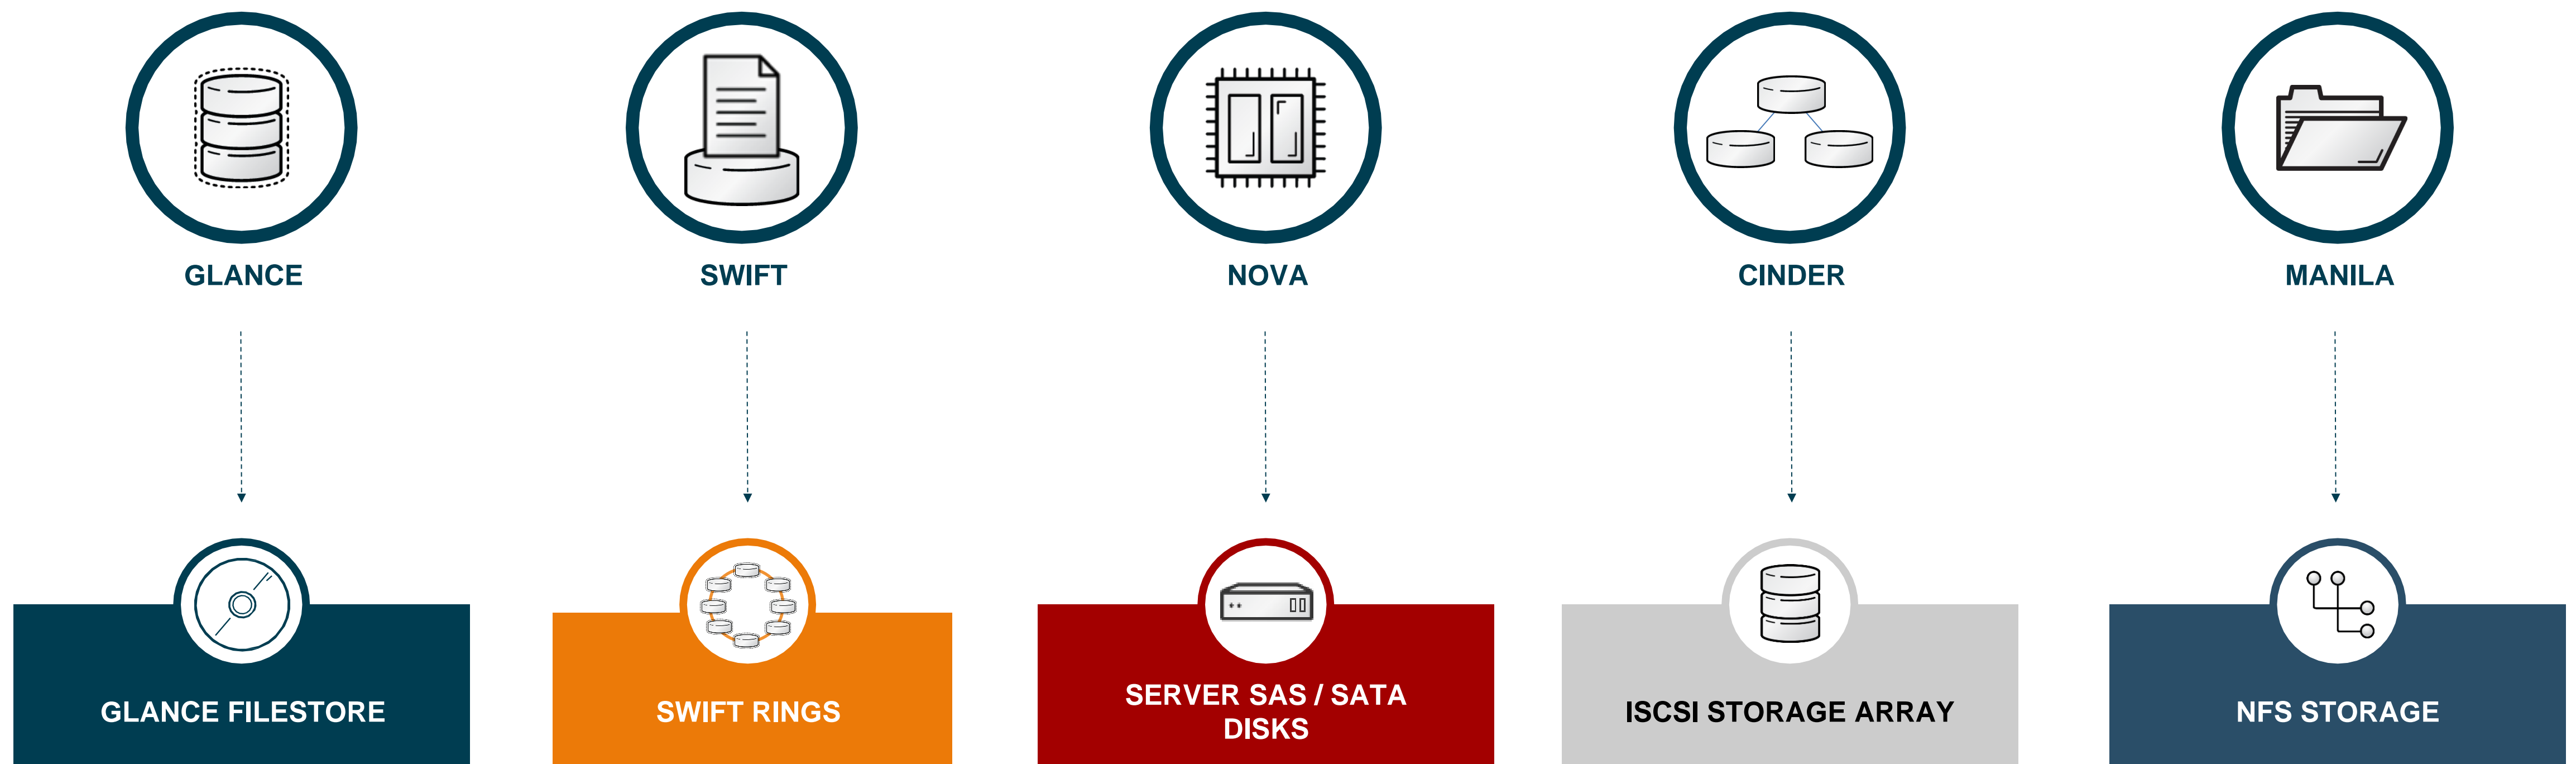 GLANCE
SWIFT
NOVA
CINDER
MANILA
GLANCE FILESTORE
SWIFT RINGS
SERVER SAS / SATA
DISKS
ISCSI STORAGE ARRAY
NFS STORAGE